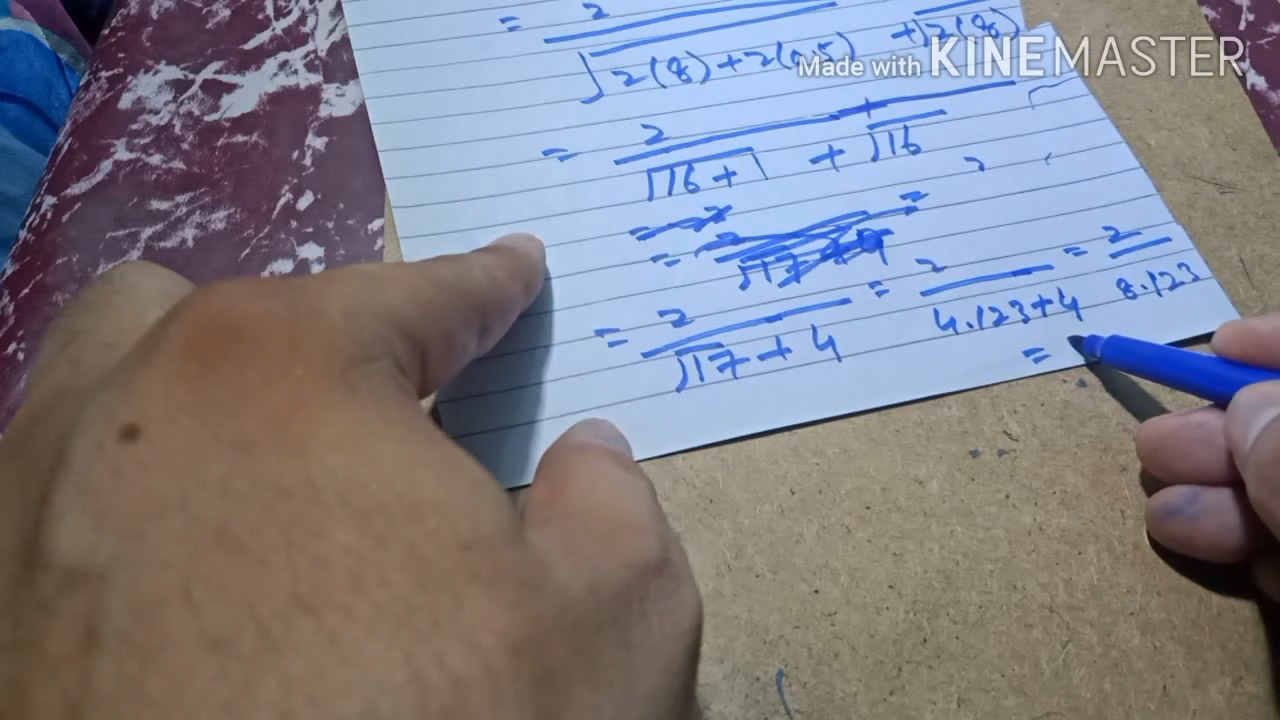 = 2 / √(2(8)+2(0.5)) + √2(8)
Made with KINEMASTER
= 2 / √(16+1) + √16
= 2 / √17 + 4 = 2 / 4.123+4 = 2 / 8.123
=